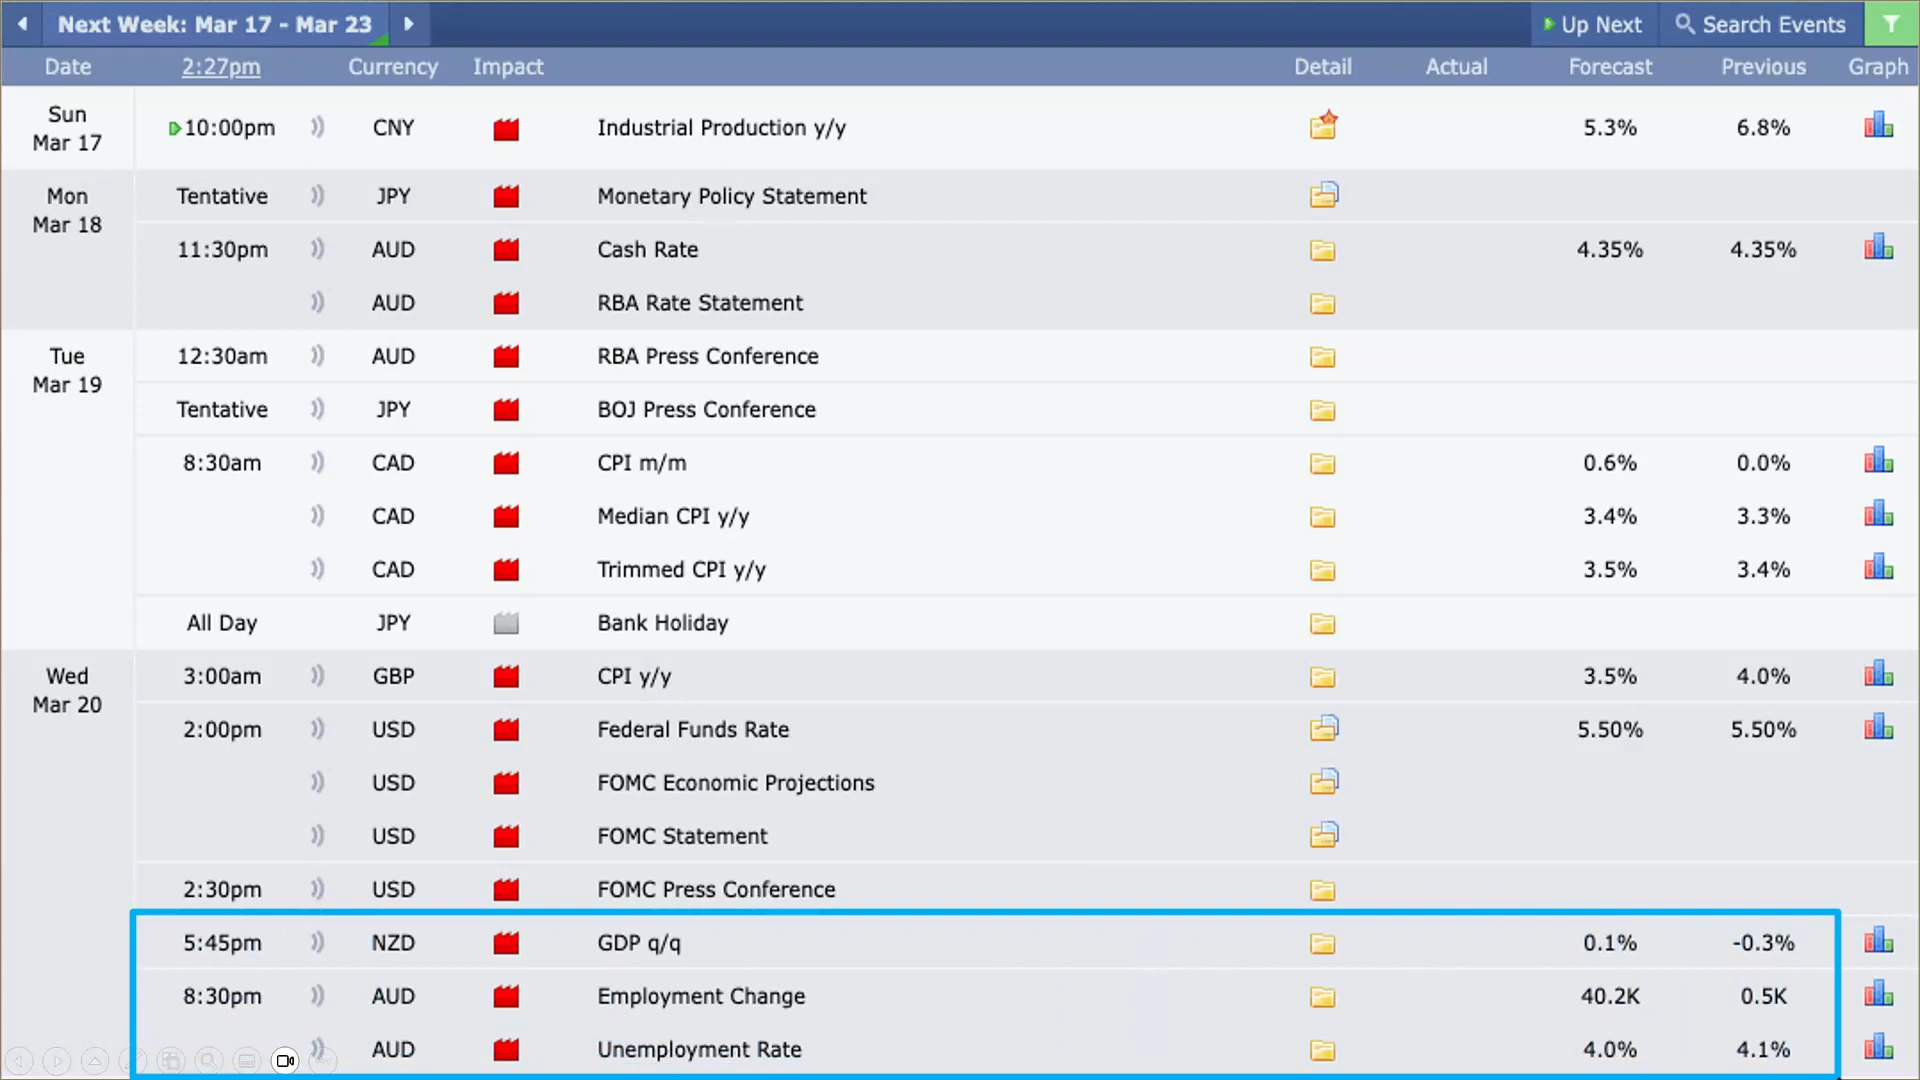 Next Week: Mar 17 - Mar 23 Up Next Search Events
Date 2:27pm Currency Impact Detail Actual Forecast Previous Graph
Sun Mar 17 10:00pm CNY Industrial Production y/y 5.3% 6.8%
Mon Mar 18 Tentative JPY Monetary Policy Statement
11:30pm AUD Cash Rate 4.35% 4.35%
AUD RBA Rate Statement
Tue Mar 19 12:30am AUD RBA Press Conference
Tentative JPY BOJ Press Conference
8:30am CAD CPI m/m 0.6% 0.0%
CAD Median CPI y/y 3.4% 3.3%
CAD Trimmed CPI y/y 3.5% 3.4%
All Day JPY Bank Holiday
Wed Mar 20 3:00am GBP CPI y/y 3.5% 4.0%
2:00pm USD Federal Funds Rate 5.50% 5.50%
USD FOMC Economic Projections
USD FOMC Statement
2:30pm USD FOMC Press Conference
5:45pm NZD GDP q/q 0.1% -0.3%
8:30pm AUD Employment Change 40.2K 0.5K
AUD Unemployment Rate 4.0% 4.1%